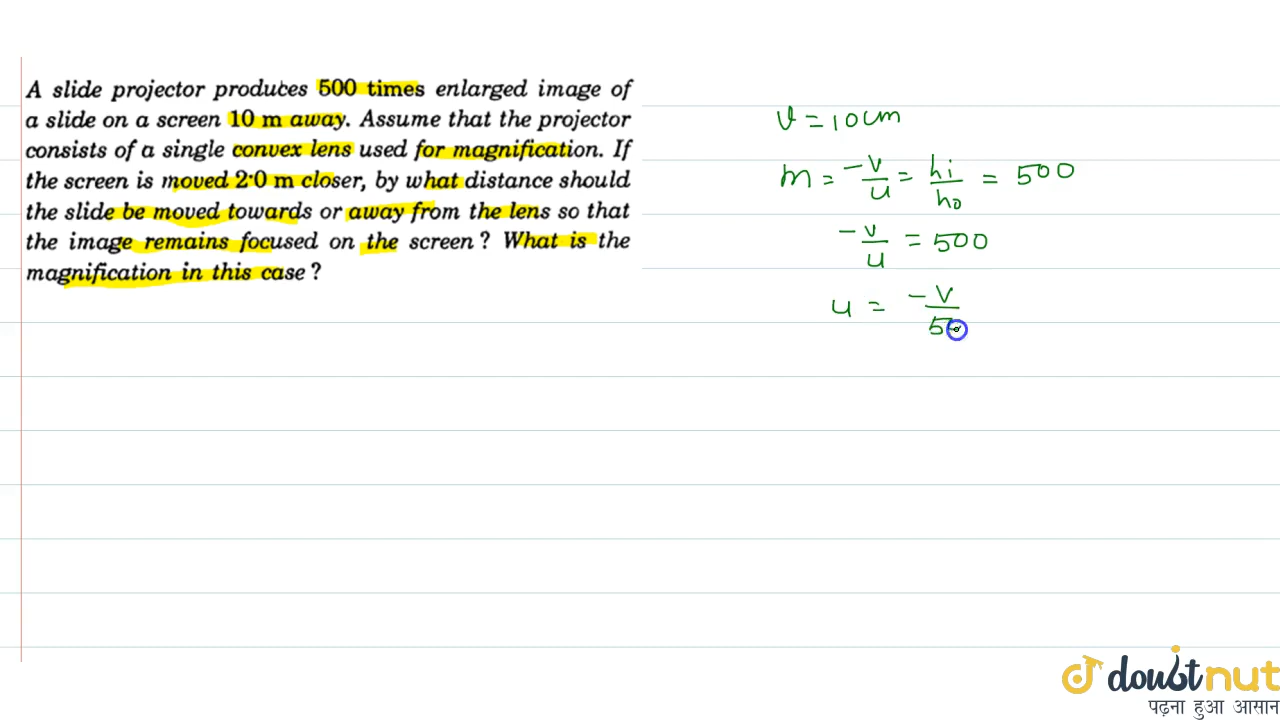 A slide projector produces 500 times enlarged image of
a slide on a screen 10 m away. Assume that the projector
consists of a single convex lens used for magnification. If
the screen is moved 2·0 m closer, by what distance should
the slide be moved towards or away from the lens so that
the image remains focused on the screen ? What is the
magnification in this case ?
v = 10 cm
m = -v/u = hi/ho = 500
-v/u = 500
u = -v/50
doubtnut
पढ़ना हुआ आसान